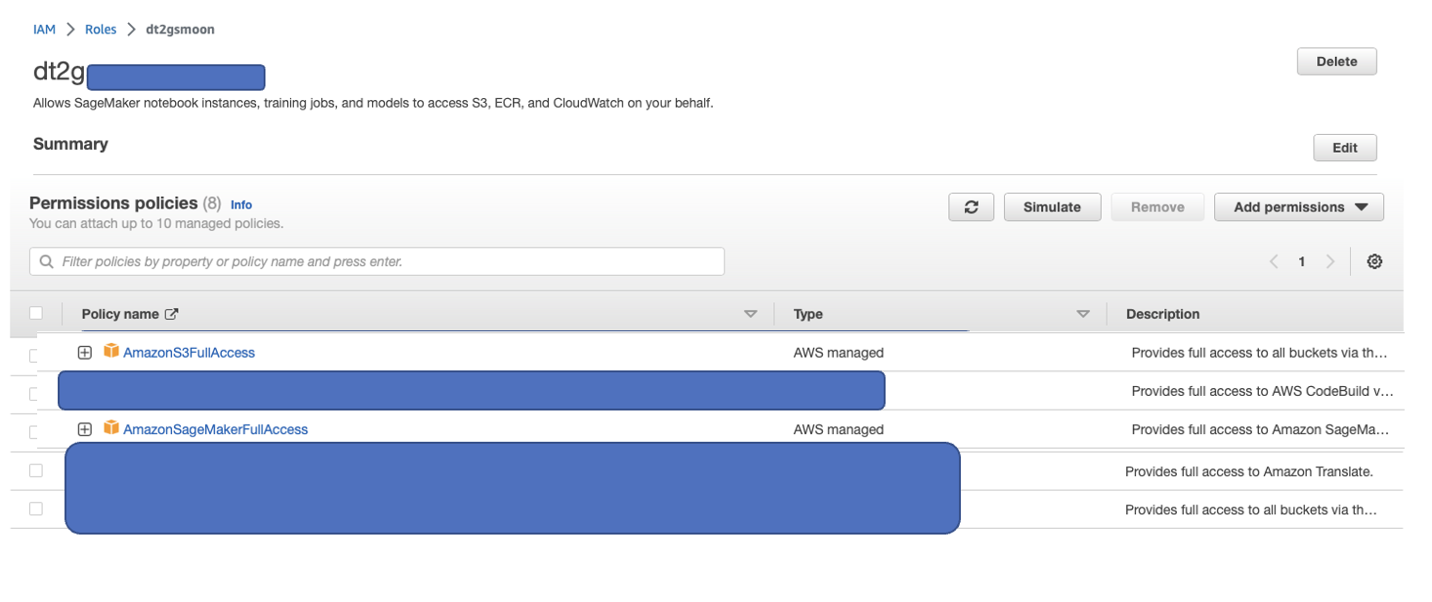 IAM > Roles > dt2gsmoon
dt2g
Delete
Allows SageMaker notebook instances, training jobs, and models to access S3, ECR, and CloudWatch on your behalf.
Summary
Edit
Permissions policies (8) Info
Simulate Remove Add permissions
You can attach up to 10 managed policies.
Filter policies by property or policy name and press enter.
1
Policy name Type Description
AmazonS3FullAccess AWS managed Provides full access to all buckets via th...
Provides full access to AWS CodeBuild v...
AmazonSageMakerFullAccess AWS managed Provides full access to Amazon SageMa...
Provides full access to Amazon Translate.
Provides full access to all buckets via th...